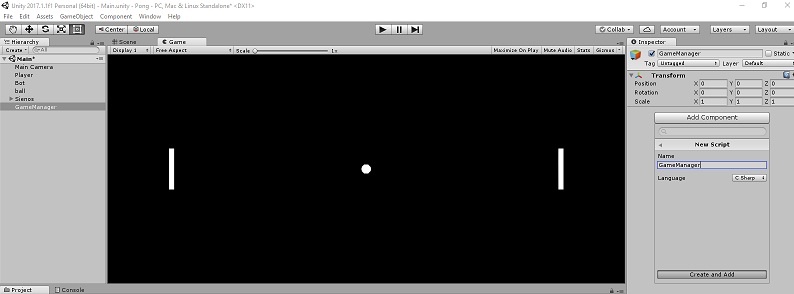 Unity 2017.1.1f1 Personal (64bit) - Main.unity - Pong - PC, Mac & Linux Standalone* <DX11>
File Edit Assets GameObject Component Window Help
Center Local Collab Account Layers Layout
Hierarchy
Create All
Main*
Main Camera
Player
Bot
ball
Sienos
GameManager
Scene Game
Display 1 Free Aspect Scale 1x Maximize On Play Mute Audio Stats Gizmos
Inspector
GameManager Static
Tag Untagged Layer Default
Transform
Position X 0 Y 0 Z 0
Rotation X 0 Y 0 Z 0
Scale X 1 Y 1 Z 1
Add Component
New Script
Name
GameManager
Language C Sharp
Create and Add
Project Console